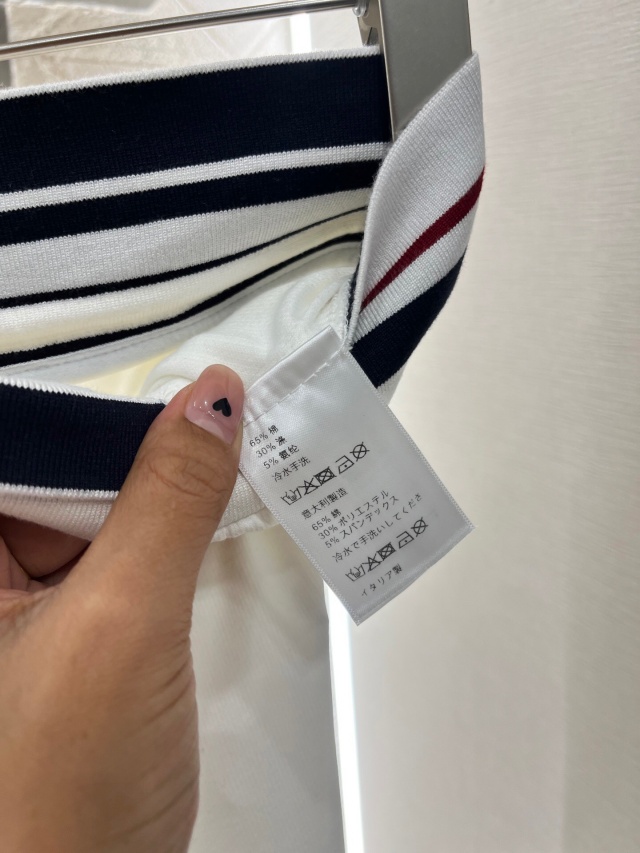 65% 棉
30% 滌
5% 氨綸
冷水手洗
意大利製造
65% 綿
30% ポリエステル
5% スパンデックス
冷水で手洗いしてくださ
イタリア製